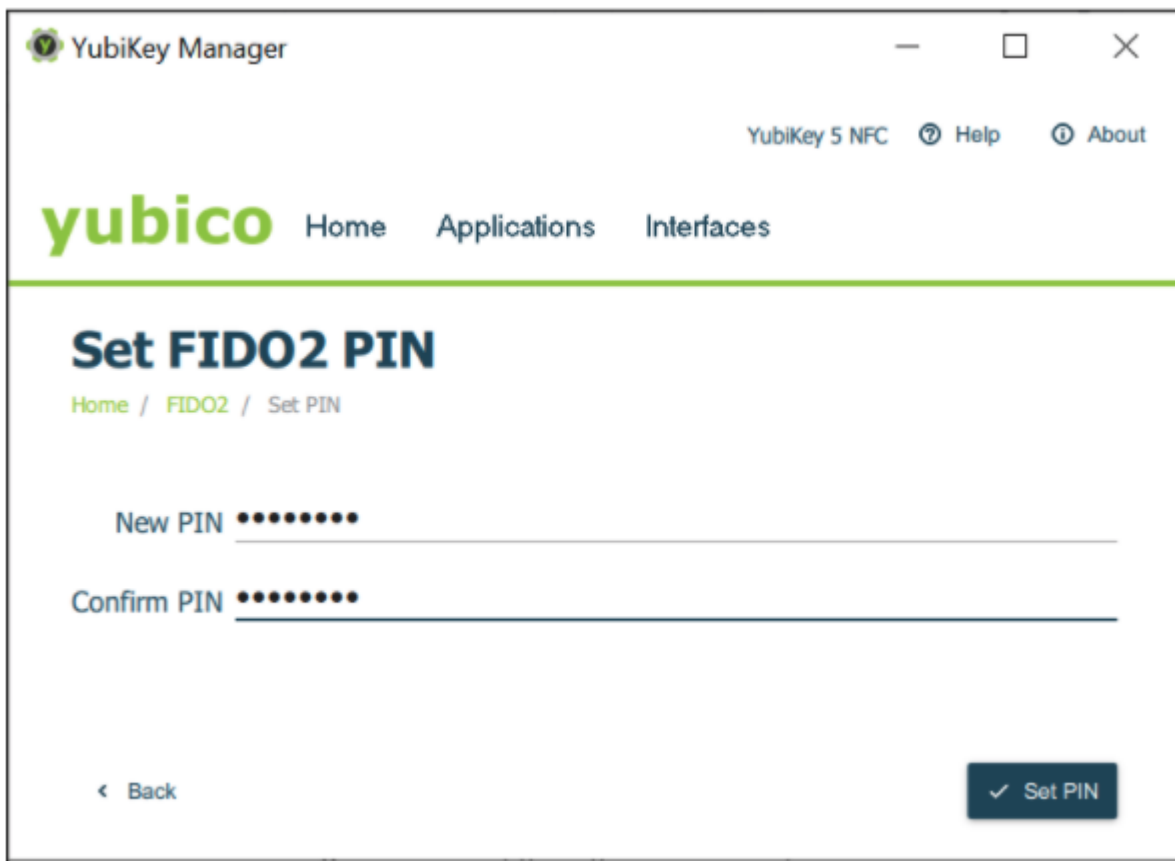 YubiKey Manager
YubiKey 5 NFC Help About
yubico Home Applications Interfaces
Set FIDO2 PIN
Home / FIDO2 / Set PIN
New PIN ••••••••
Confirm PIN ••••••••
Back Set PIN